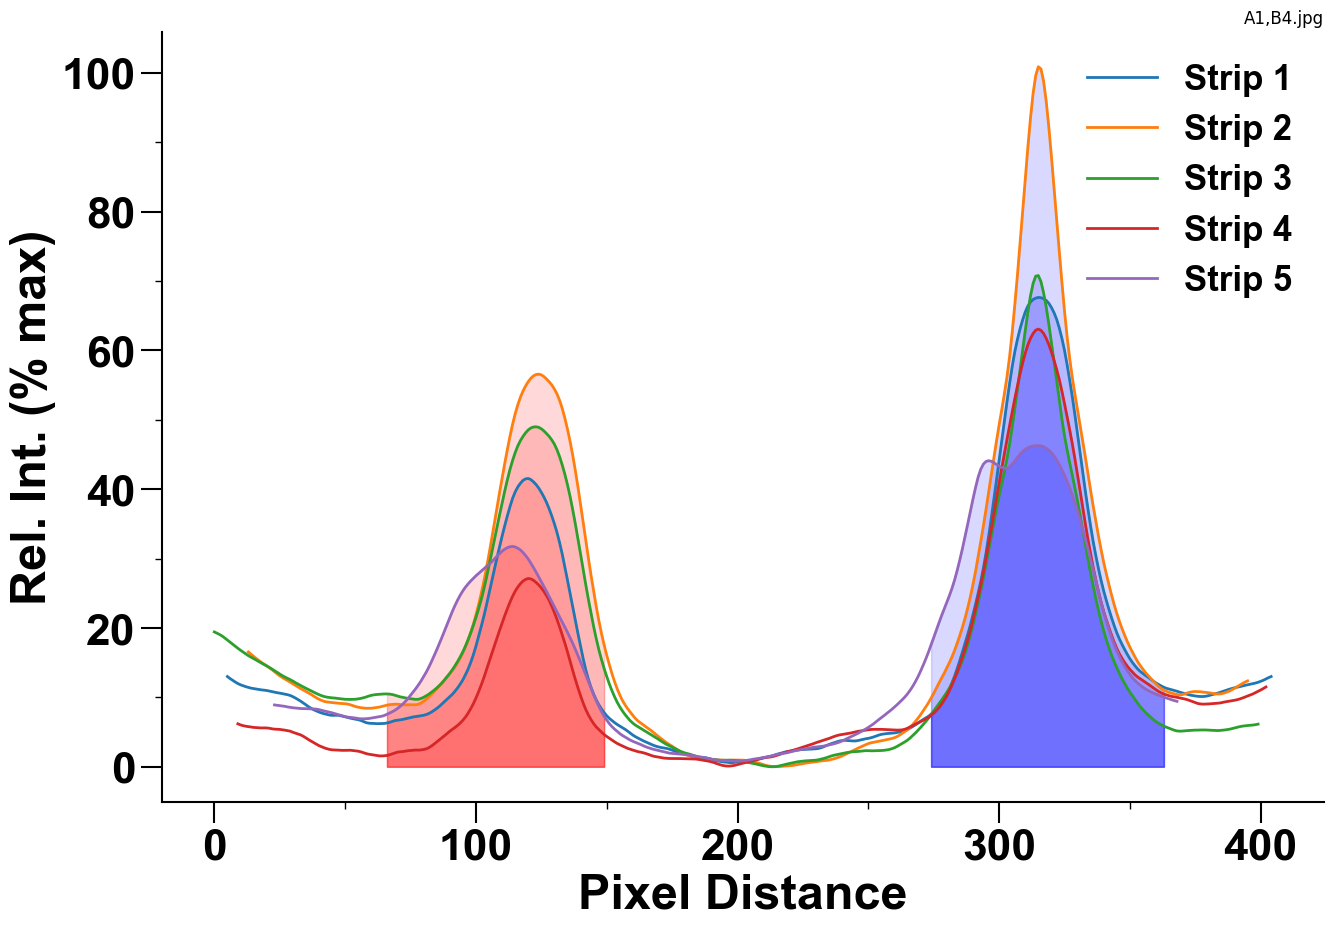 A1,B4.jpg
Rel. Int. (% max)
100
80
60
40
20
0
Strip 1
Strip 2
Strip 3
Strip 4
Strip 5
0 100 200 300 400
Pixel Distance